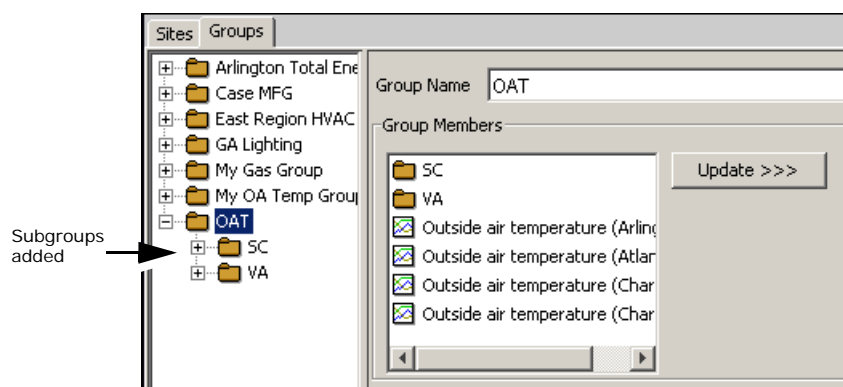 Sites Groups
Arlington Total Ene
Case MFG
East Region HVAC
GA Lighting
My Gas Group
My OA Temp Grou
OAT
SC
VA
Subgroups
added
Group Name OAT
Group Members
SC
VA
Outside air temperature (Arling
Outside air temperature (Atlan
Outside air temperature (Char
Outside air temperature (Char
Update >>>